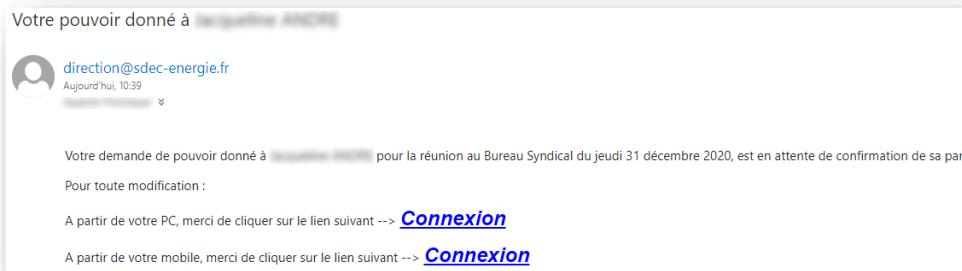 Votre pouvoir donné à
direction@sdec-energie.fr
Aujourd'hui, 10:39
Votre demande de pouvoir donné à pour la réunion au Bureau Syndical du jeudi 31 décembre 2020, est en attente de confirmation de sa par
Pour toute modification :
A partir de votre PC, merci de cliquer sur le lien suivant --> Connexion
A partir de votre mobile, merci de cliquer sur le lien suivant --> Connexion